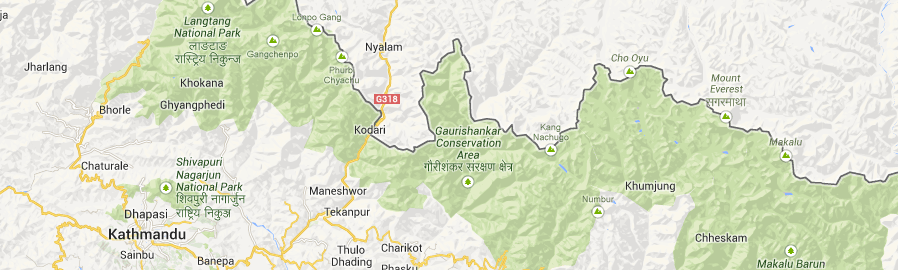 ja
Langtang
National Park
लाङटाङ
राष्ट्रिय निकुन्ज
Lonpo Gang
Gangchenpo
Phurbi
Chyachu
Nyalam
Jharlang
Khokana
Ghyangphedi
Bhorle
G318
Kodari
Cho Oyu
Mount
Everest
सगरमाथा
Makalu
Kang
Nachugo
Gaurishankar
Conservation
Area
गौरीशंकर संरक्षण क्षेत्र
Chaturale
Shivapuri
Nagarjun
National Park
शिवपुरी नागार्जुन
राष्ट्रिय निकुञ्ज
Maneshwor
Khumjung
Numbur
Dhapasi
Tekanpur
Kathmandu
Sainbu
Banepa
Thulo
Dhading
Charikot
Phasku
Chheskam
Makalu Barun